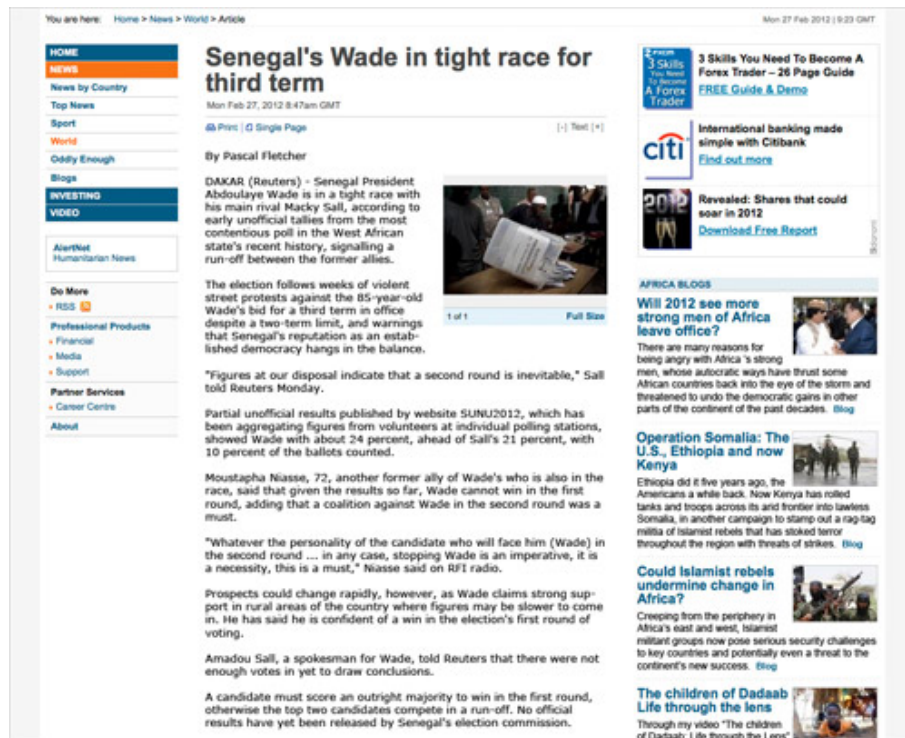 You are here: Home > News > World > Article
Mon 27 Feb 2012 | 9:23 GMT
HOME
NEWS
News by Country
Top News
Sport
World
Oddly Enough
Blogs
INVESTING
VIDEO
AlertNet
Humanitarian News
Do More
RSS
Professional Products
Financial
Media
Support
Partner Services
Career Centre
About
Senegal's Wade in tight race for
third term
Mon Feb 27, 2012 8:47am GMT
Print | Single Page
[-] Text [+]
By Pascal Fletcher
DAKAR (Reuters) - Senegal President
Abdoulaye Wade is in a tight race with
his main rival Macky Sall, according to
early unofficial tallies from the most
contentious poll in the West African
state's recent history, signalling a
run-off between the former allies.
The election follows weeks of violent
street protests against the 85-year-old
Wade's bid for a third term in office
despite a two-term limit, and warnings
that Senegal's reputation as an estab-
lished democracy hangs in the balance.
1 of 1
Full Size
"Figures at our disposal indicate that a second round is inevitable," Sall
told Reuters Monday.
Partial unofficial results published by website SUNU2012, which has
been aggregating figures from volunteers at individual polling stations,
showed Wade with about 24 percent, ahead of Sall's 21 percent, with
10 percent of the ballots counted.
Moustapha Niasse, 72, another former ally of Wade's who is also in the
race, said that given the results so far, Wade cannot win in the first
round, adding that a coalition against Wade in the second round was a
must.
"Whatever the personality of the candidate who will face him (Wade) in
the second round ... in any case, stopping Wade is an imperative, it is
a necessity, this is a must," Niasse said on RFI radio.
Prospects could change rapidly, however, as Wade claims strong sup-
port in rural areas of the country where figures may be slower to come
in. He has said he is confident of a win in the election's first round of
voting.
Amadou Sall, a spokesman for Wade, told Reuters that there were not
enough votes in yet to draw conclusions.
A candidate must score an outright majority to win in the first round,
otherwise the top two candidates compete in a run-off. No official
results have yet been released by Senegal's election commission.
3 Skills
You Need
To Become
A Forex
Trader
3 Skills You Need To Become A
Forex Trader – 26 Page Guide
FREE Guide & Demo
citi
International banking made
simple with Citibank
Find out more
2012
Revealed: Shares that could
soar in 2012
Download Free Report
AFRICA BLOGS
Will 2012 see more
strong men of Africa
leave office?
There are many reasons for
being angry with Africa 's strong
men, whose autocratic ways have thrust some
African countries back into the eye of the storm and
threatened to undo the democratic gains in other
parts of the continent of the past decades. Blog
Operation Somalia: The
U.S., Ethiopia and now
Kenya
Ethiopia did it five years ago, the
Americans a while back. Now Kenya has rolled
tanks and troops across its arid frontier into lawless
Somalia, in another campaign to stamp out a rag-tag
militia of Islamist rebels that has stoked terror
throughout the region with threats of strikes. Blog
Could Islamist rebels
undermine change in
Africa?
Creeping from the periphery in
Africa's east and west, Islamist
militant groups now pose serious security challenges
to key countries and potentially even a threat to the
continent's new success. Blog
The children of Dadaab
Life through the lens
Through my video "The children
of Dadaab: Life through the Lens"